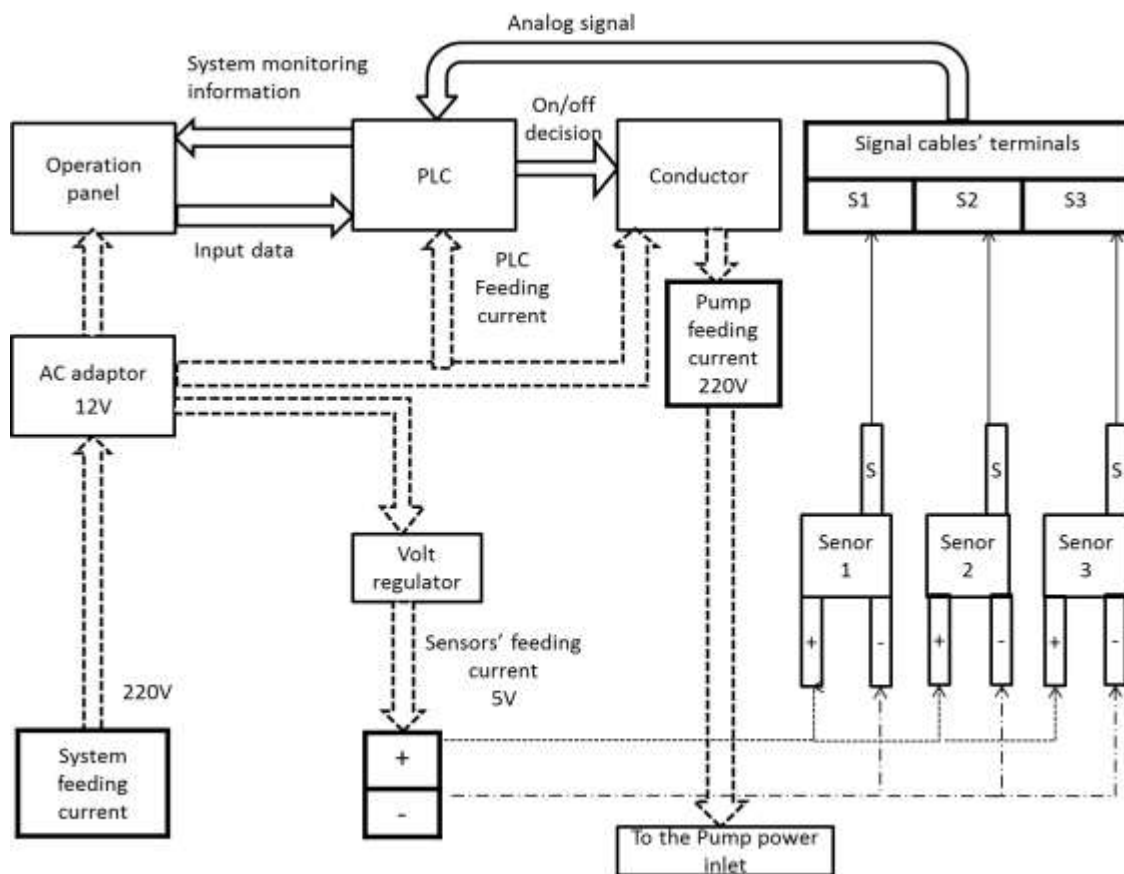 Analog signal
System monitoring
information
On/off
decision
Operation
panel
PLC
Conductor
Signal cables' terminals
S1
S2
S3
Input data
PLC
Feeding
current
Pump
feeding
current
220V
AC adaptor
12V
S
S
S
Senor
1
Senor
2
Senor
3
Volt
regulator
+
-
+
-
+
-
Sensors' feeding
current
5V
220V
System
feeding
current
+
-
To the Pump power
inlet